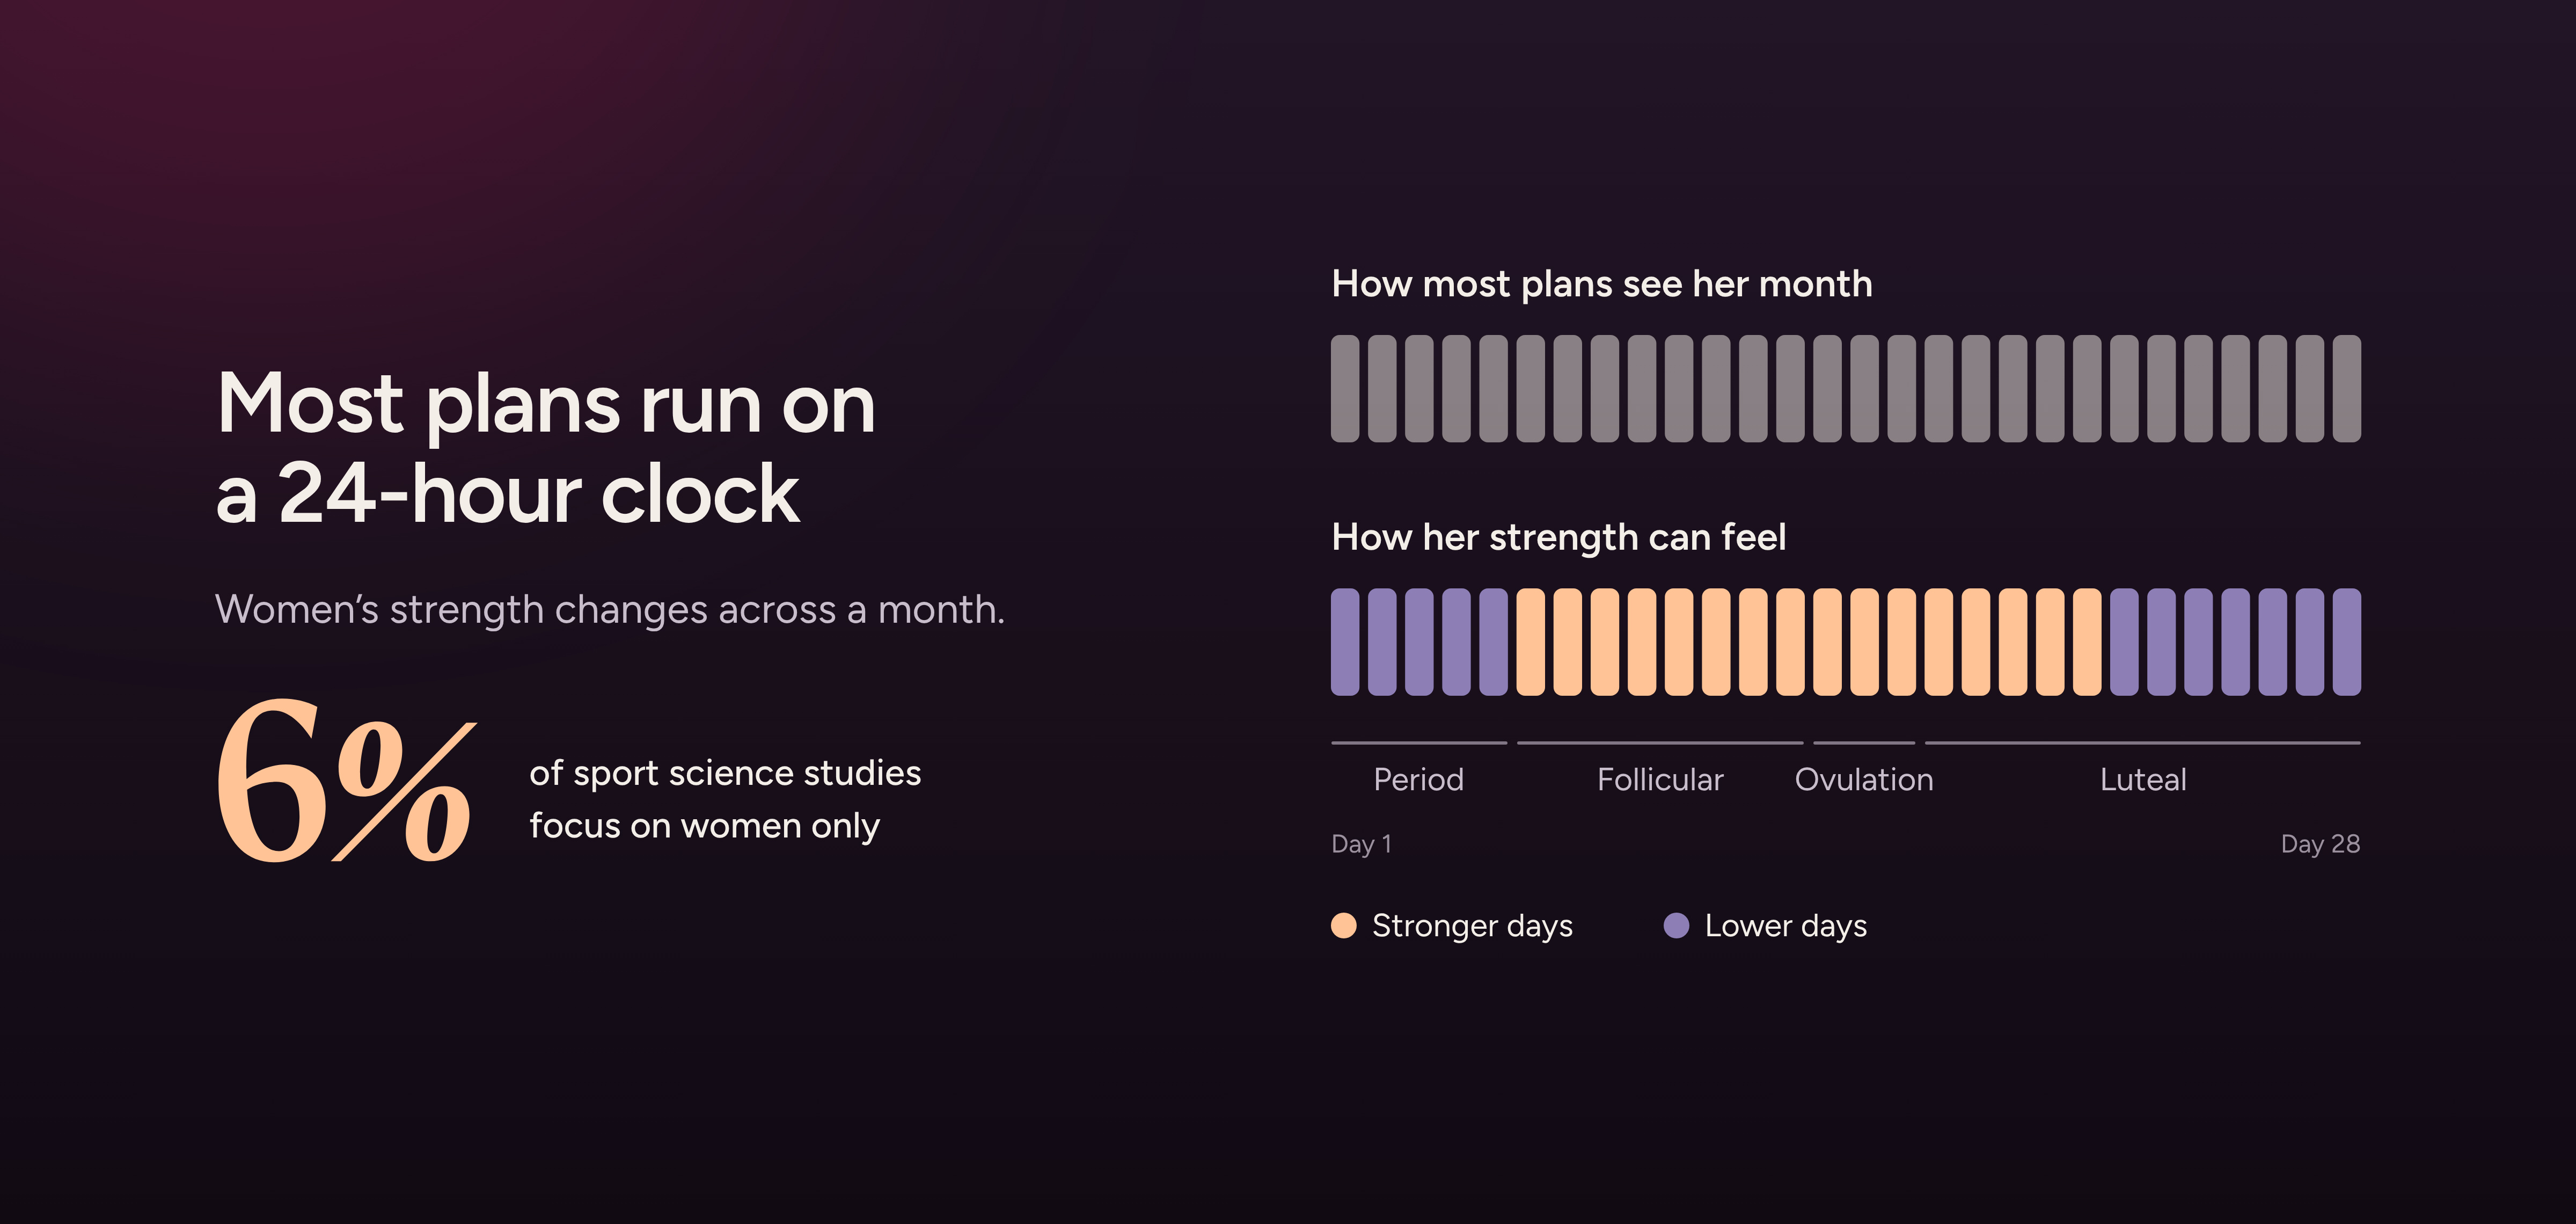 Most plans run on
a 24-hour clock
Women’s strength changes across a month.
6%
of sport science studies
focus on women only
How most plans see her month
How her strength can feel
Period
Follicular
Ovulation
Luteal
Day 1
Day 28
Stronger days
Lower days